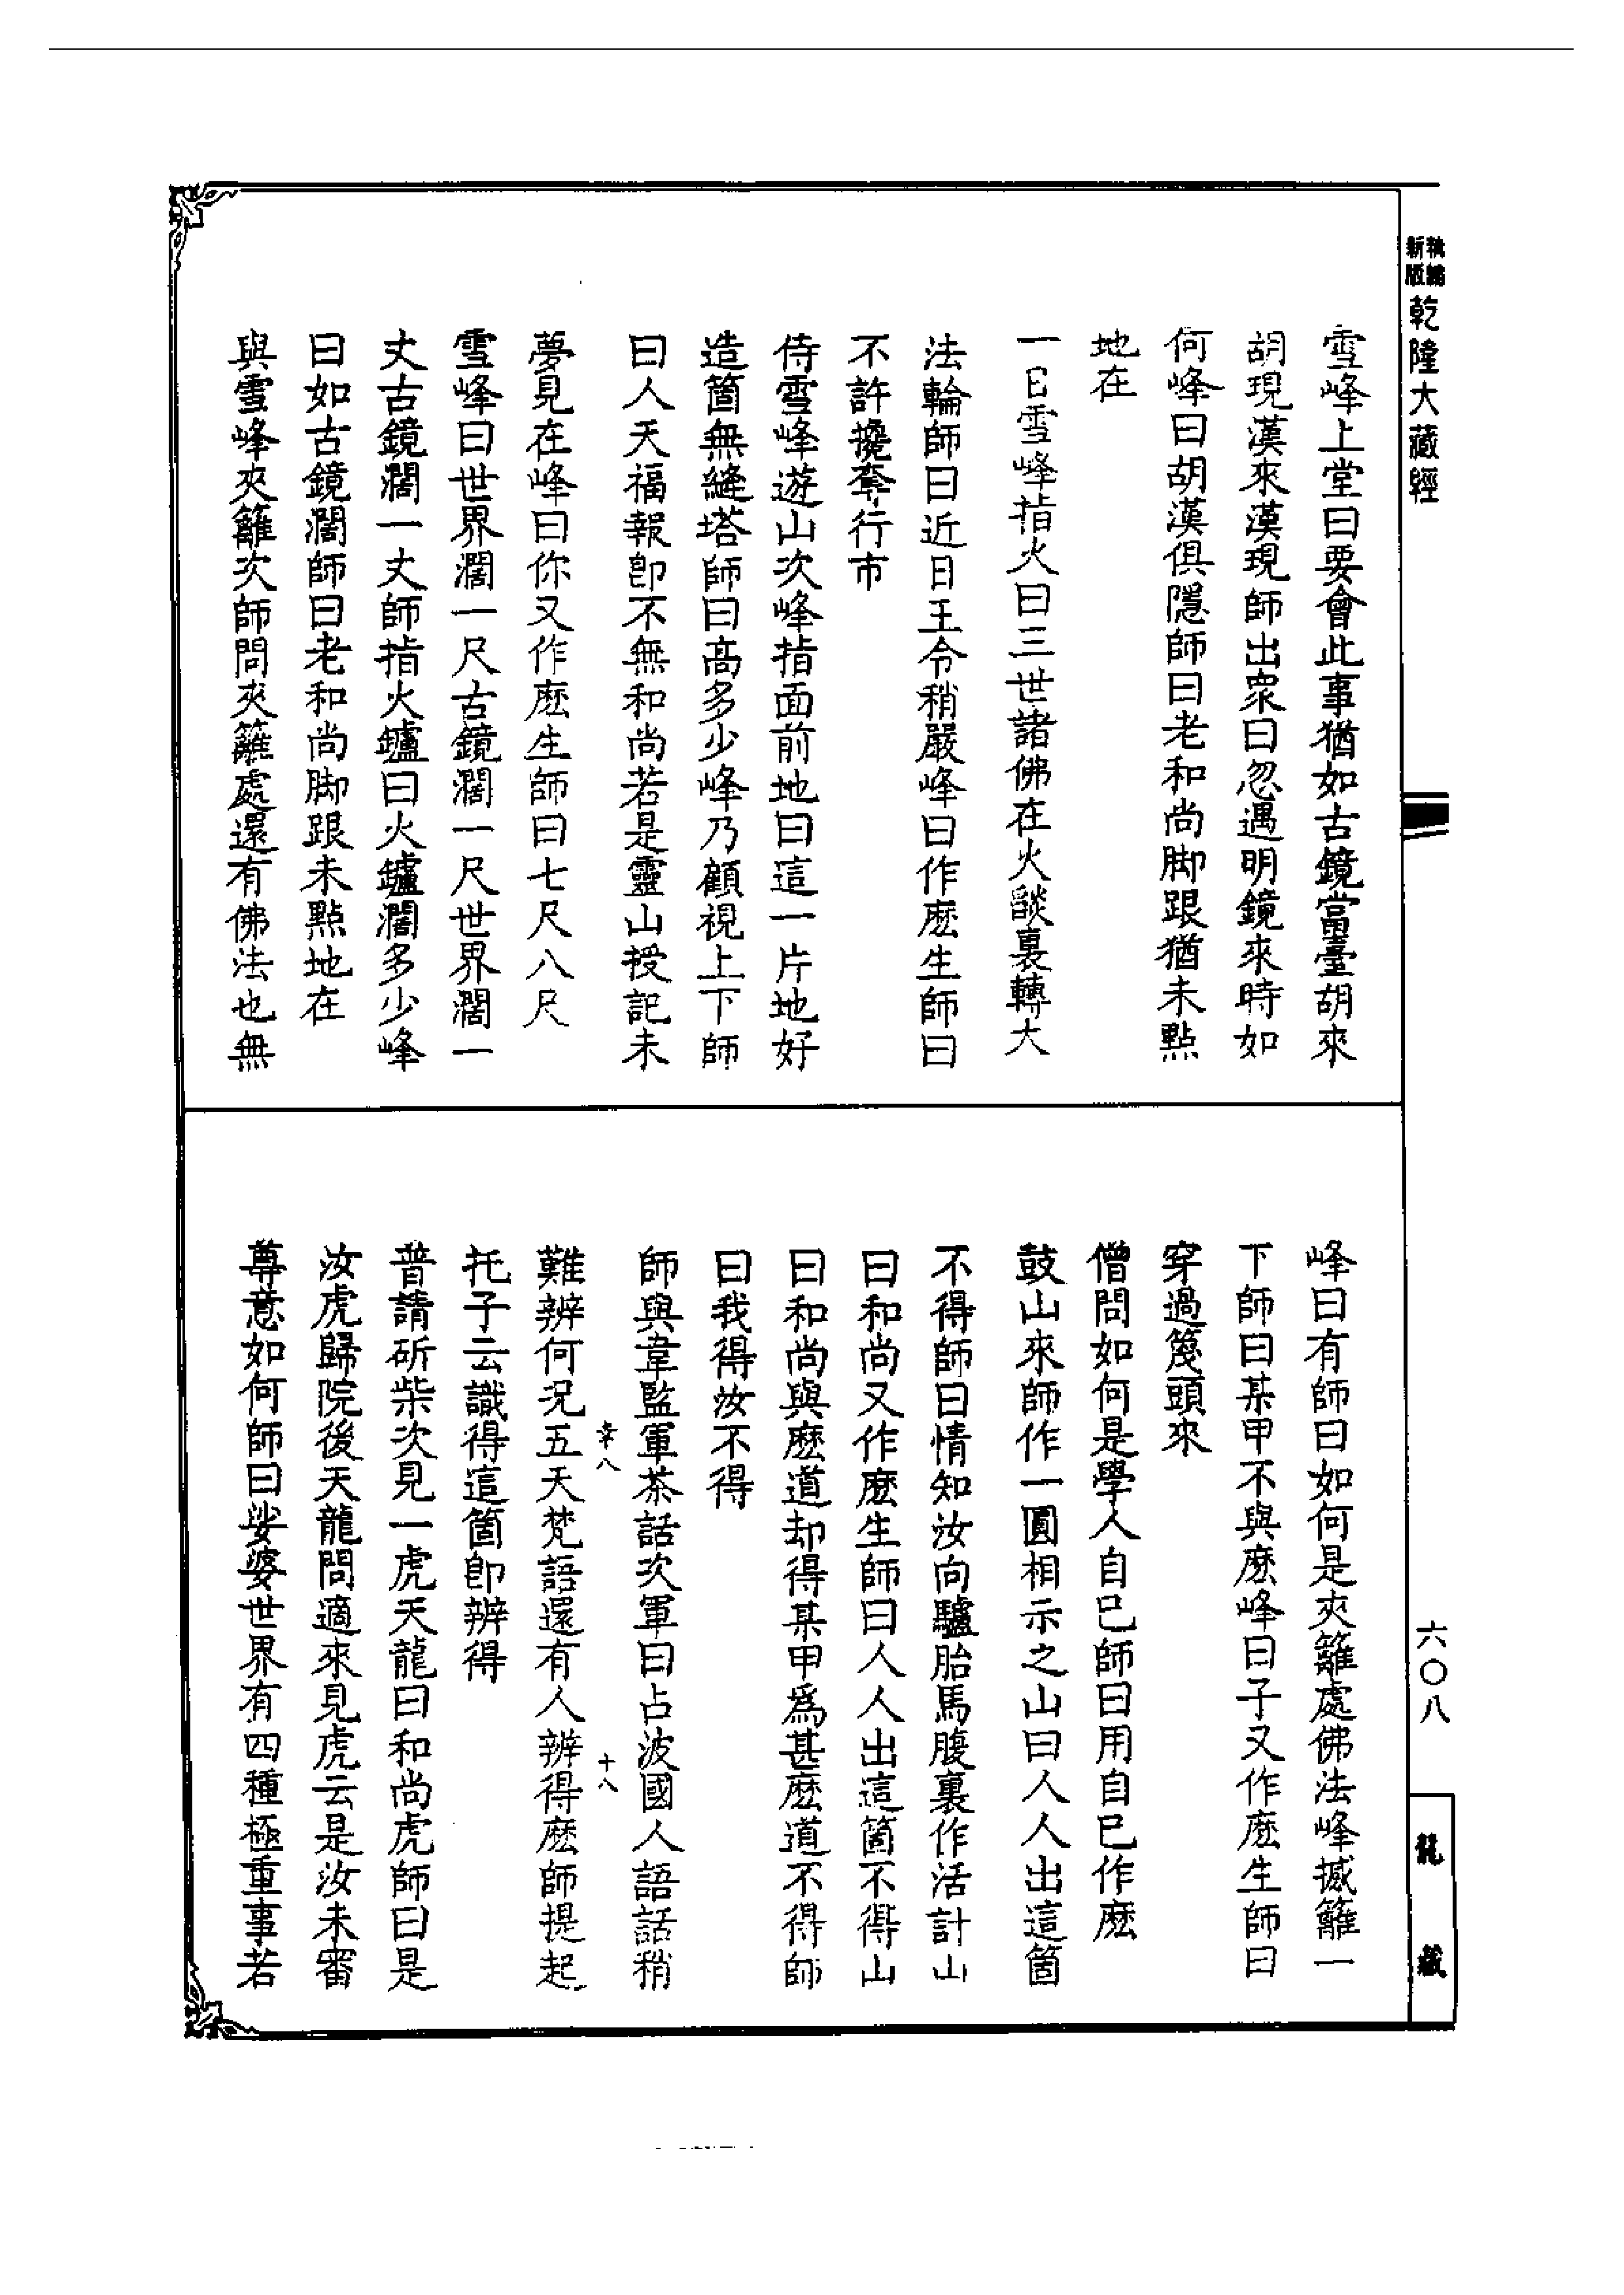 新版
乾隆大藏經
雪峰上堂曰要會此事猶如古鏡當臺胡來
胡現漢來漢現師出衆曰忽遇明鏡來時如
何峰曰胡漢俱隱師曰老和尚脚跟猶未點
地在
一日雪峰指火曰三世諸佛在火𦦨裏轉大
法輪師曰近日王令稍嚴峰曰作麽生師曰
不許攙奪行市
侍雪峰遊山次峰指面前地曰這一片地好
造箇無縫塔師曰高多少峰乃顧視上下師
曰人天福報即不無和尚若是靈山授記未
夢見在峰曰你又作麽生師曰七尺八尺
雪峰曰世界濶一尺古鏡濶一尺世界濶一
丈古鏡濶一丈師指火鑪曰火鑪濶多少峰
曰如古鏡濶師曰老和尚脚跟未點地在
與雪峰夾籬次師問夾籬處還有佛法也無
峰曰有師曰如何是夾籬處佛法峰撼籬一
下師曰某甲不與麽峰曰子又作麽生師曰
穿過篾頭來
僧問如何是學人自己師曰用自己作麽
鼓山來師作一圓相示之山曰人人出這箇
不得師曰情知汝向驢胎馬腹裏作活計山
曰和尚又作麽生師曰人人出這箇不得山
曰和尚與麽道却得某甲爲甚麽道不得師
曰我得汝不得
師與韋監軍茶話次軍曰占波國人語話稍
難辨何況五天梵語還有人辨得麽師提起
托子云識得這箇即辨得
普請斫柴次見一虎天龍曰和尚虎師曰是
汝虎歸院後天龍問適來見虎云是汝未審
尊意如何師曰娑婆世界有四種極重事若
十八
六〇八
龍藏